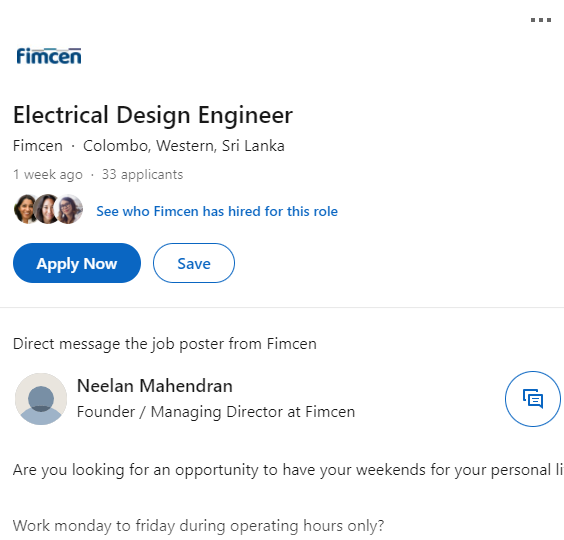 fimcen
Electrical Design Engineer
Fimcen · Colombo, Western, Sri Lanka
1 week ago · 33 applicants
See who Fimcen has hired for this role
Apply Now Save
Direct message the job poster from Fimcen
Neelan Mahendran
Founder / Managing Director at Fimcen
Are you looking for an opportunity to have your weekends for your personal li
Work monday to friday during operating hours only?